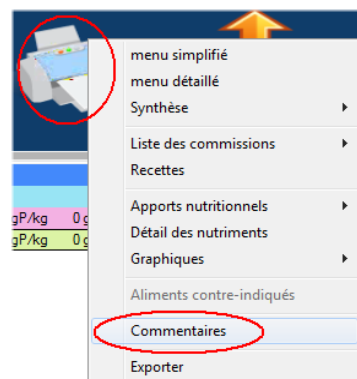 menu simplifié
menu détaillé
Synthèse
Liste des commissions
Recettes
Apports nutritionnels
gP/kg 0 g
Détail des nutriments
gP/kg 0 g
Graphiques
Aliments contre-indiqués
Commentaires
Exporter